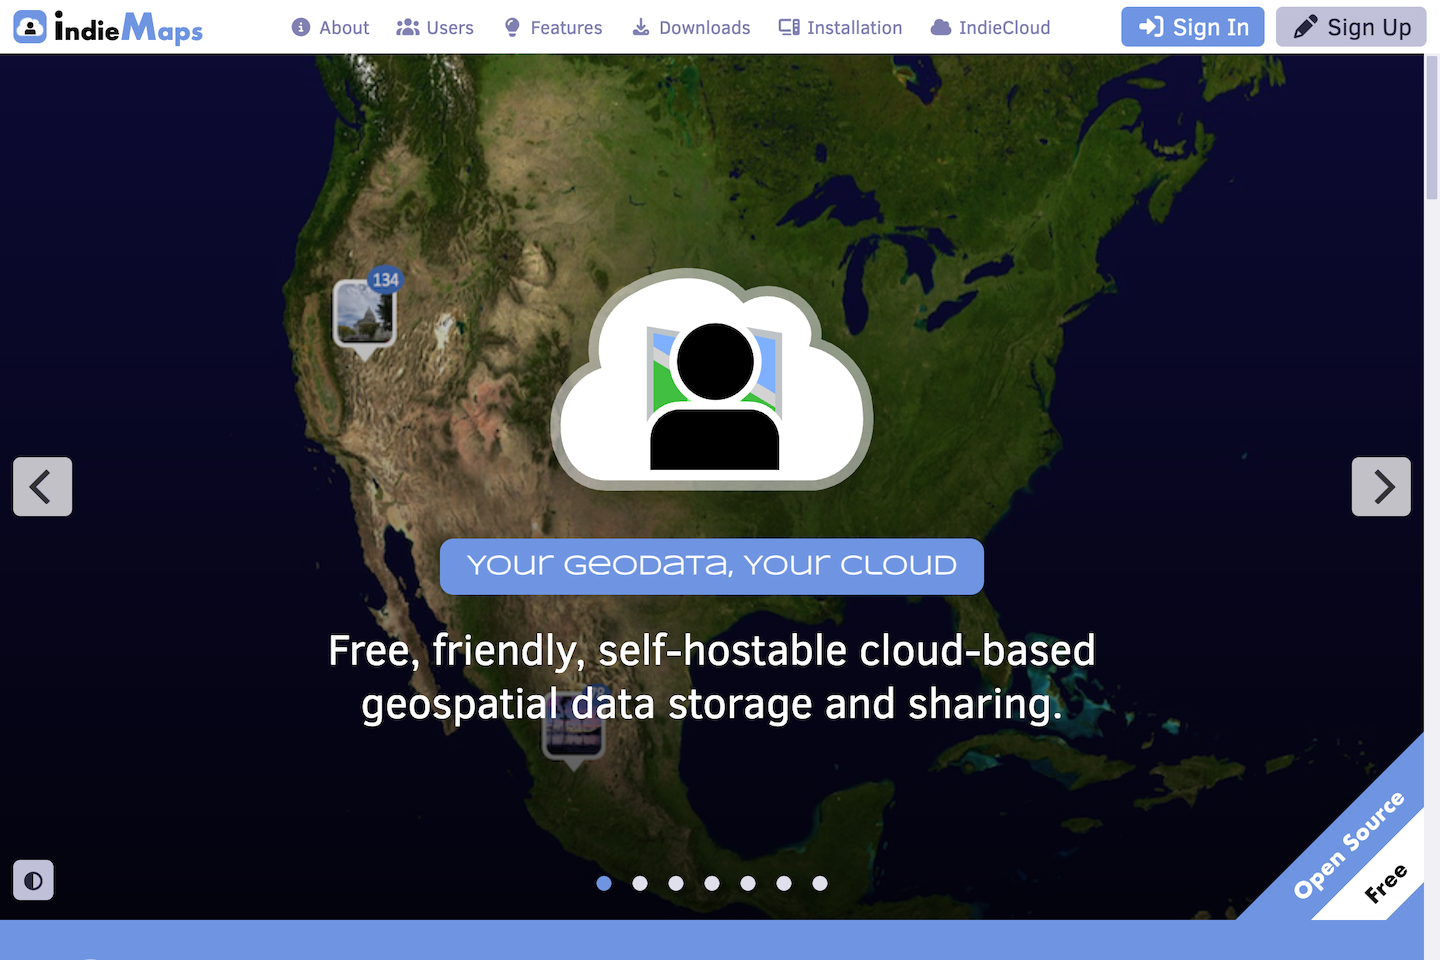 IndieMaps
About
Users
Features
Downloads
Installation
IndieCloud
Sign In
Sign Up
134
Your Geodata, Your Cloud
Free, friendly, self-hostable cloud-based
geospatial data storage and sharing.
Open Source
Free